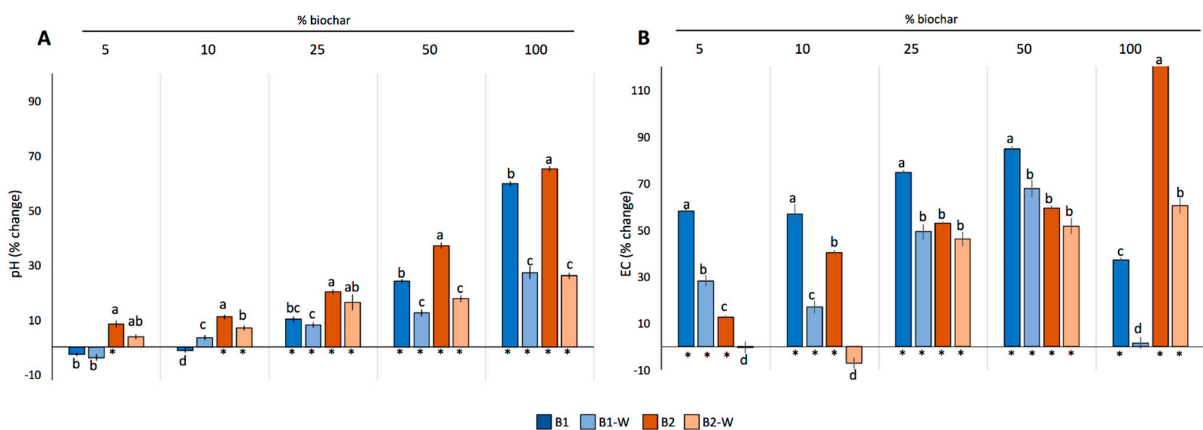 % biochar
A
5 10 25 50 100
90
70
50
30
10
-10
pH (% change)
b b a ab
d c a b
bc c a ab
b c a c
b c a c
*
* *
* * * *
* * * *
* * * *
% biochar
B
5 10 25 50 100
110
90
70
50
30
10
-10
EC (% change)
a b c d
a c b d
a b b b
a b b b
c d a b
* * *
* * *
* * * *
* * * *
* * *
B1 B1-W B2 B2-W